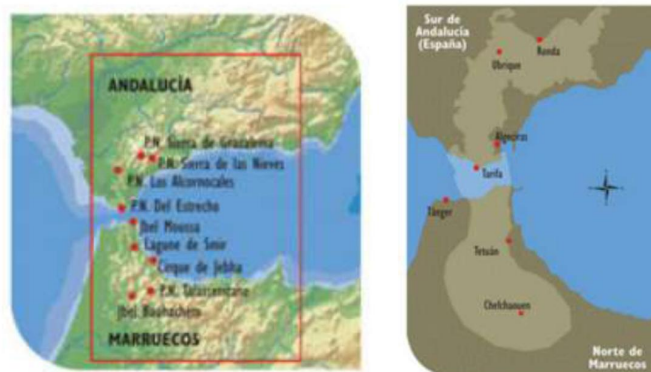 ANDALUCÍA
P.N. Sierra de Grazalema
P.N. Sierra de las Nieves
P.N. Los Alcornocales
P.N. Del Estrecho
Jbel Moussa
Lagune de Smir
Cirque de Jebha
P.N. Talassemtane
Jbel Bouhachem
MARRUECOS
Sur de
Andalucía
(España)
Ronda
Ubrique
Algeciras
Tarifa
Tánger
Tetuán
Chefchaouen
Norte de
Marruecos